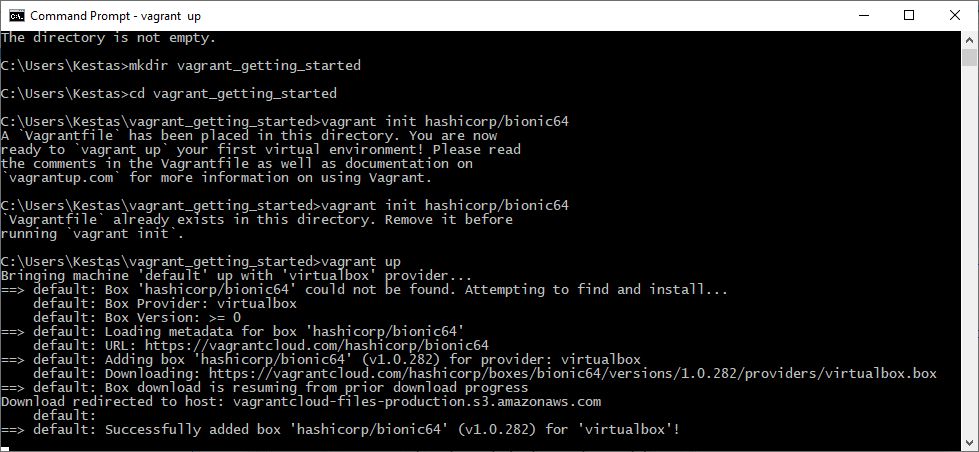 Command Prompt - vagrant up
The directory is not empty.
C:\Users\Kestas>mkdir vagrant_getting_started
C:\Users\Kestas>cd vagrant_getting_started
C:\Users\Kestas\vagrant_getting_started>vagrant init hashicorp/bionic64
A `Vagrantfile` has been placed in this directory. You are now
ready to `vagrant up` your first virtual environment! Please read
the comments in the Vagrantfile as well as documentation on
`vagrantup.com` for more information on using Vagrant.
C:\Users\Kestas\vagrant_getting_started>vagrant init hashicorp/bionic64
`Vagrantfile` already exists in this directory. Remove it before
running `vagrant init`.
C:\Users\Kestas\vagrant_getting_started>vagrant up
Bringing machine 'default' up with 'virtualbox' provider...
==> default: Box 'hashicorp/bionic64' could not be found. Attempting to find and install...
    default: Box Provider: virtualbox
    default: Box Version: >= 0
==> default: Loading metadata for box 'hashicorp/bionic64'
    default: URL: https://vagrantcloud.com/hashicorp/bionic64
==> default: Adding box 'hashicorp/bionic64' (v1.0.282) for provider: virtualbox
    default: Downloading: https://vagrantcloud.com/hashicorp/boxes/bionic64/versions/1.0.282/providers/virtualbox.box
==> default: Box download is resuming from prior download progress
Download redirected to host: vagrantcloud-files-production.s3.amazonaws.com
    default:
==> default: Successfully added box 'hashicorp/bionic64' (v1.0.282) for 'virtualbox'!